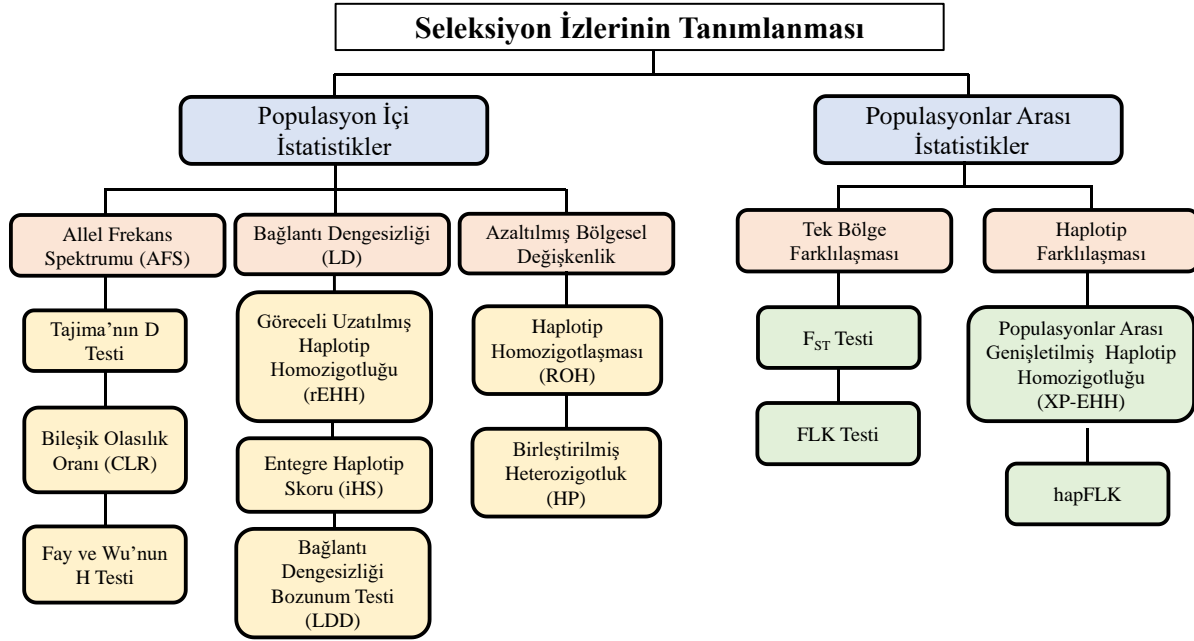 Seleksiyon İzlerinin Tanımlanması
Populasyon İçi
İstatistikler
Populasyonlar Arası
İstatistikler
Allel Frekans
Spektrumu (AFS)
Bağlantı Dengesizliği
(LD)
Azaltılmış Bölgesel
Değişkenlik
Tek Bölge
Farklılaşması
Haplotip
Farklılaşması
Tajima’nın D
Testi
Bileşik Olasılık
Oranı (CLR)
Fay ve Wu’nun
H Testi
Göreceli Uzatılmış
Haplotip
Homozigotluğu
(rEHH)
Entegre Haplotip
Skoru (iHS)
Bağlantı
Dengesizliği
Bozunum Testi
(LDD)
Haplotip
Homozigotlaşması
(ROH)
Birleştirilmiş
Heterozigotluk
(HP)
FST Testi
FLK Testi
Populasyonlar Arası
Genişletilmiş Haplotip
Homozigotluğu
(XP-EHH)
hapFLK